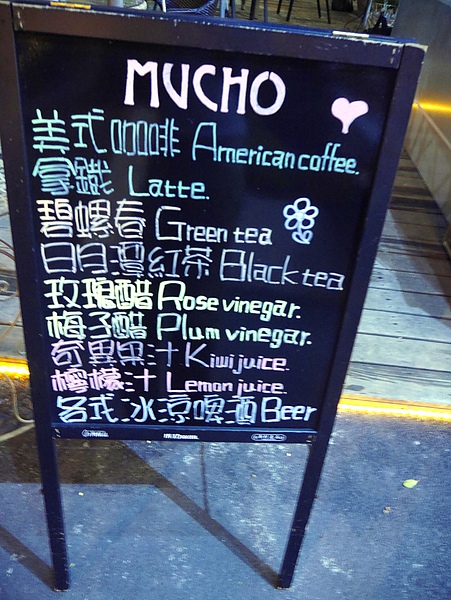 MUCHO
美式咖啡 American coffee.
拿鐵 Latte.
碧螺春 Green tea
日月潭紅茶 Black tea
玫瑰醋 Rose vinegar.
梅子醋 Plum vinegar.
奇異果汁 Kiwi juice.
檸檬汁 Lemon juice.
各式冰涼啤酒 Beer